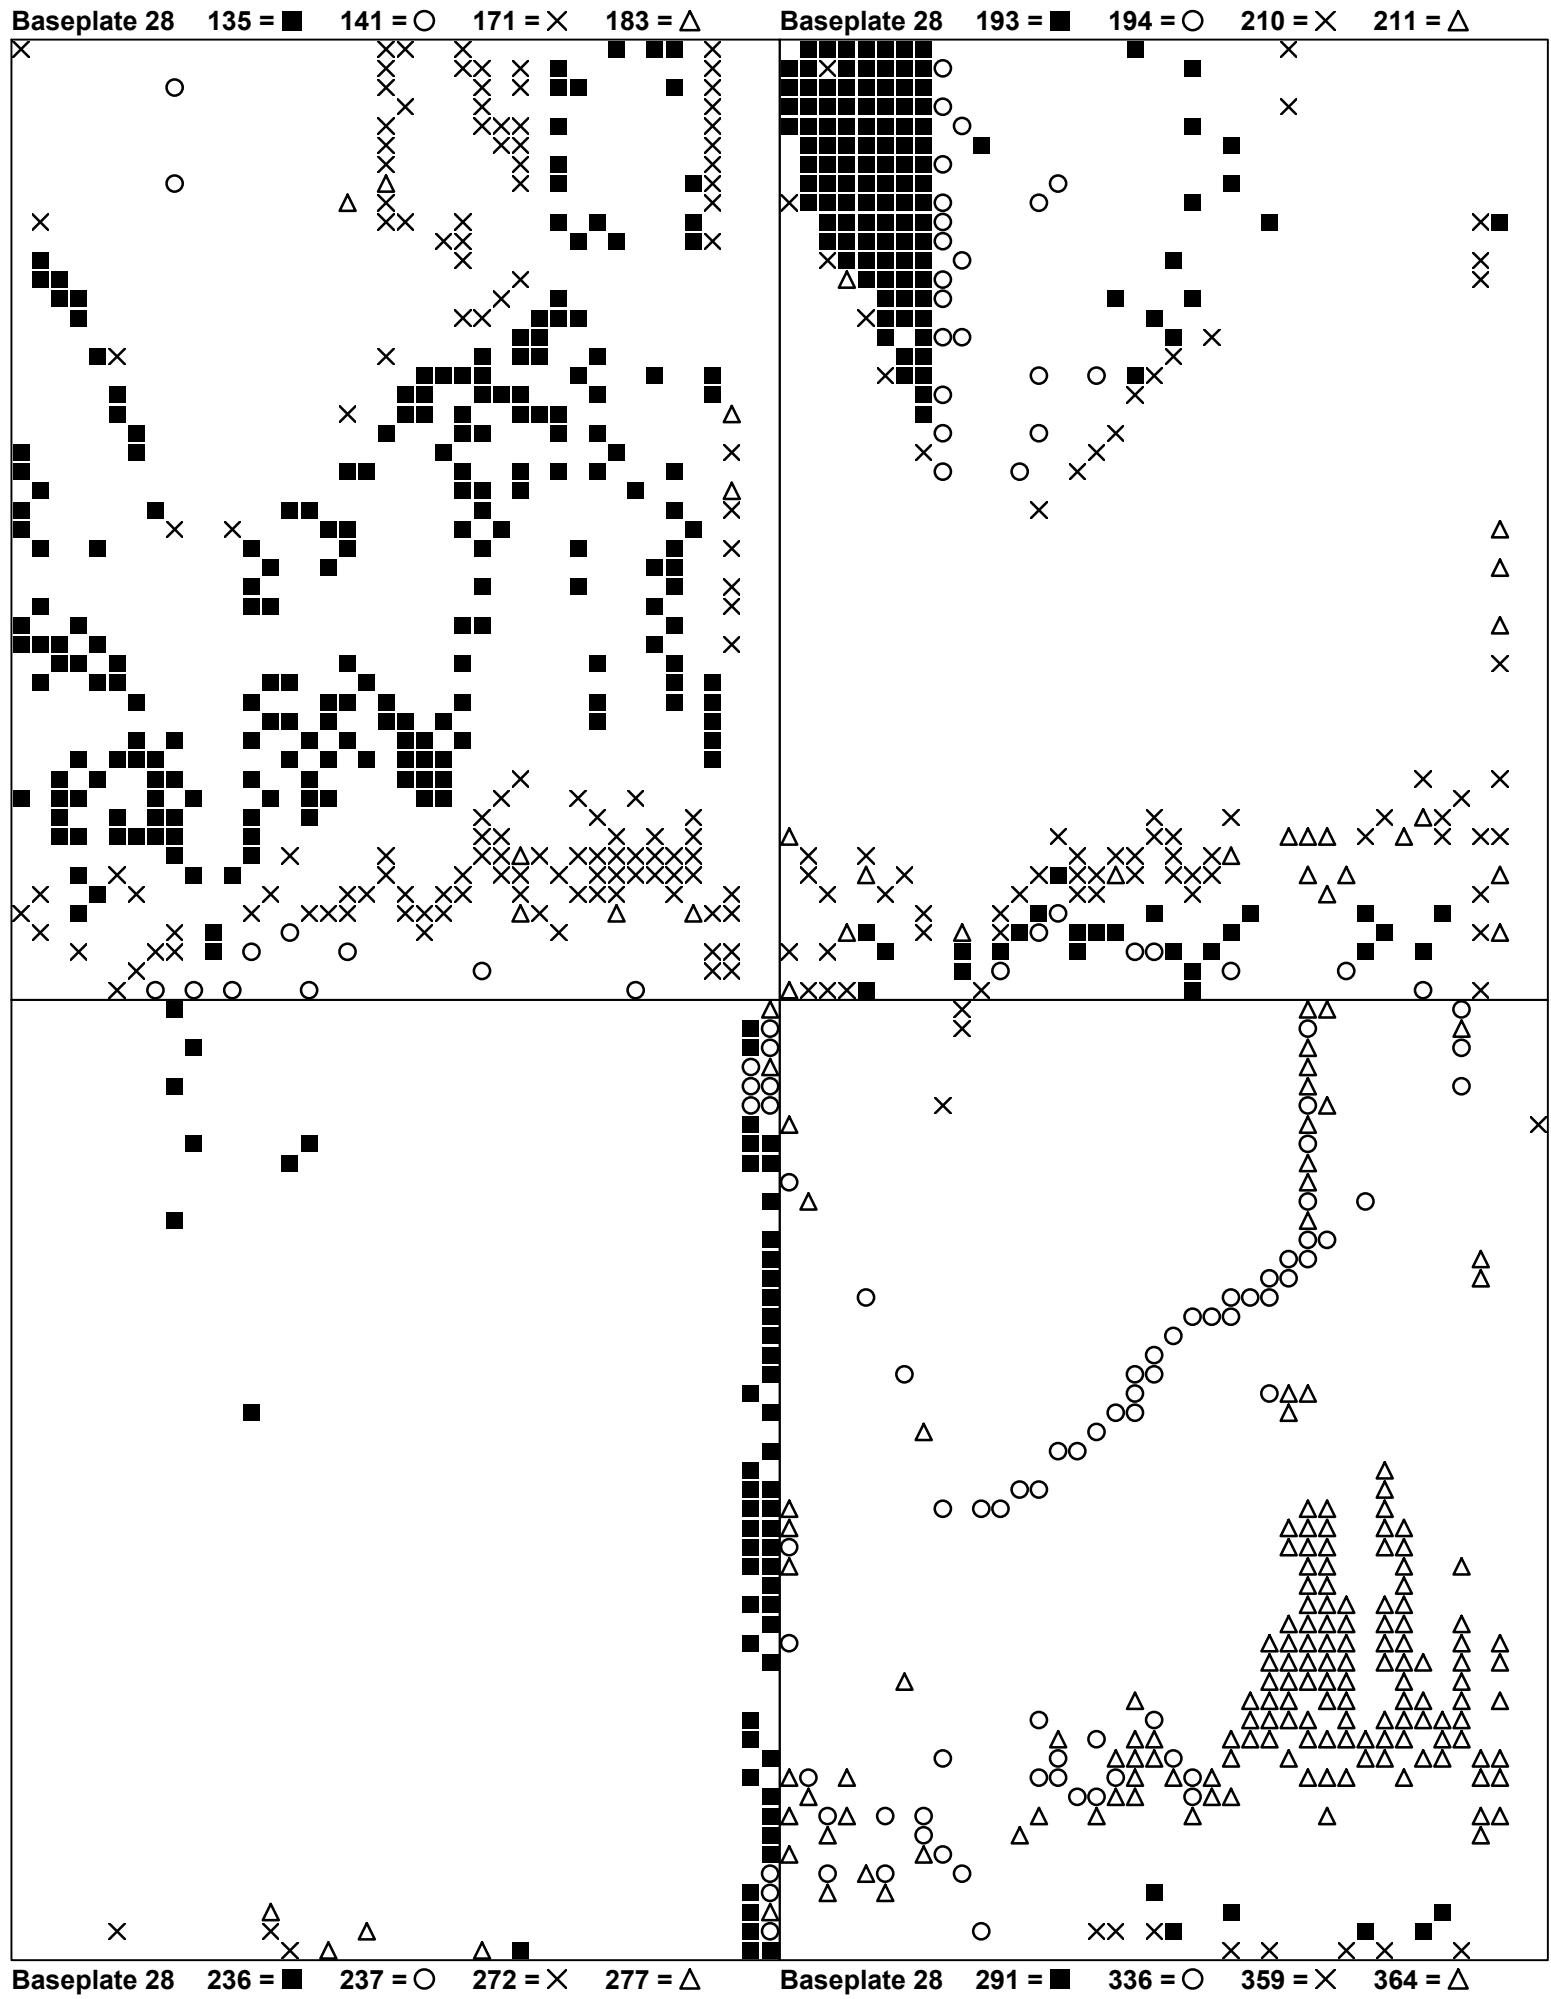 Baseplate 28 135 = ■ 141 = ○ 171 = × 183 = △
Baseplate 28 193 = ■ 194 = ○ 210 = × 211 = △
Baseplate 28 236 = ■ 237 = ○ 272 = × 277 = △
Baseplate 28 291 = ■ 336 = ○ 359 = × 364 = △